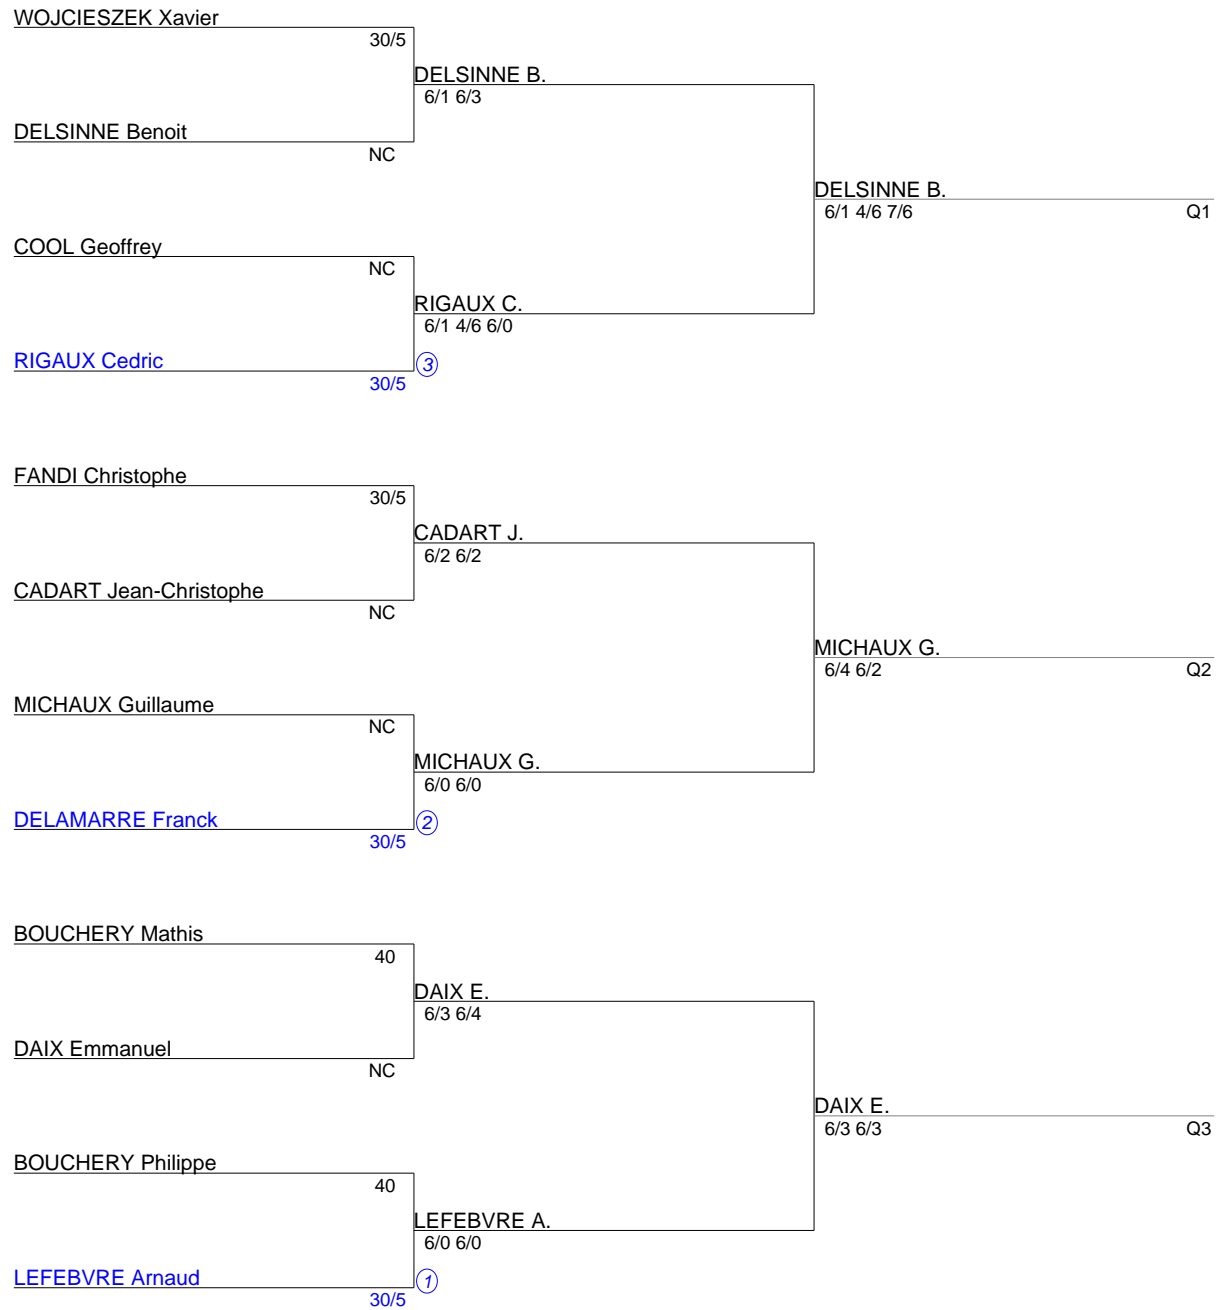 WOJCIESZEK Xavier
30/5
DELSINNE B.
6/1 6/3
DELSINNE Benoit
NC
DELSINNE B.
6/1 4/6 7/6 Q1
COOL Geoffrey
NC
RIGAUX C.
6/1 4/6 6/0
RIGAUX Cedric 3
30/5
FANDI Christophe
30/5
CADART J.
6/2 6/2
CADART Jean-Christophe
NC
MICHAUX G.
6/4 6/2 Q2
MICHAUX Guillaume
NC
MICHAUX G.
6/0 6/0
DELAMARRE Franck 2
30/5
BOUCHERY Mathis
40
DAIX E.
6/3 6/4
DAIX Emmanuel
NC
DAIX E.
6/3 6/3 Q3
BOUCHERY Philippe
40
LEFEBVRE A.
6/0 6/0
LEFEBVRE Arnaud 1
30/5